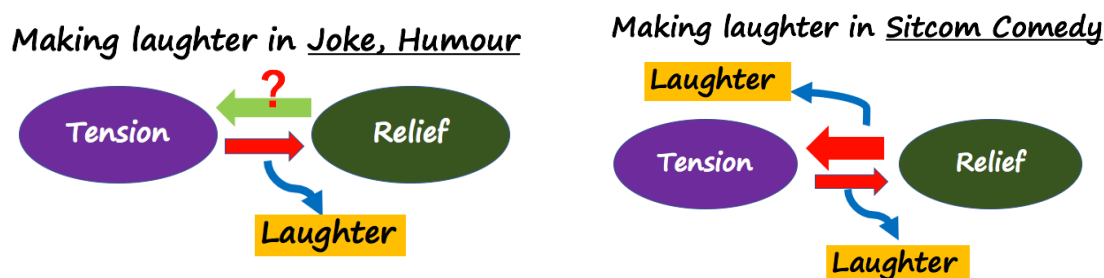 Making laughter in Joke, Humour
?
Tension
Relief
Laughter
Making laughter in Sitcom Comedy
Laughter
Tension
Relief
Laughter